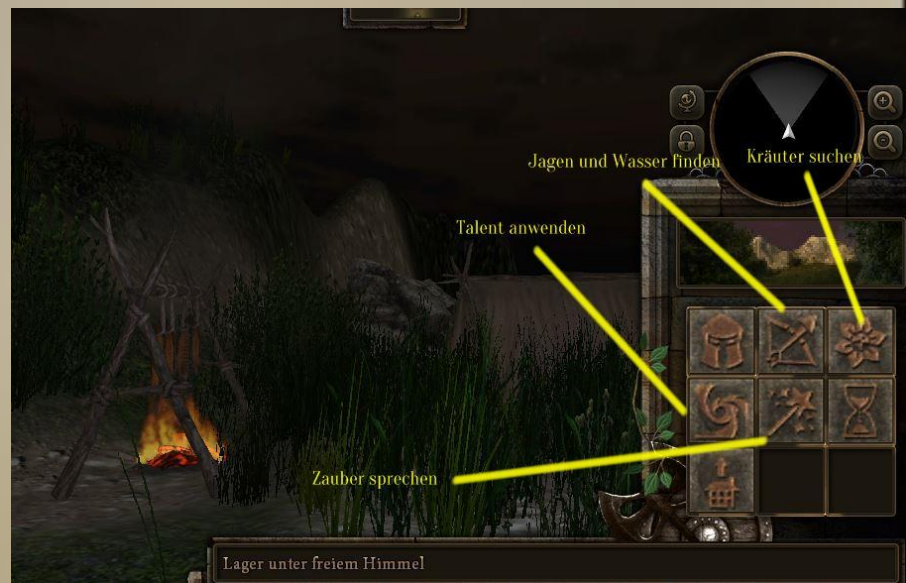 Jagen und Wasser finden
Kräuter suchen
Talent anwenden
Zauber sprechen
Lager unter freiem Himmel